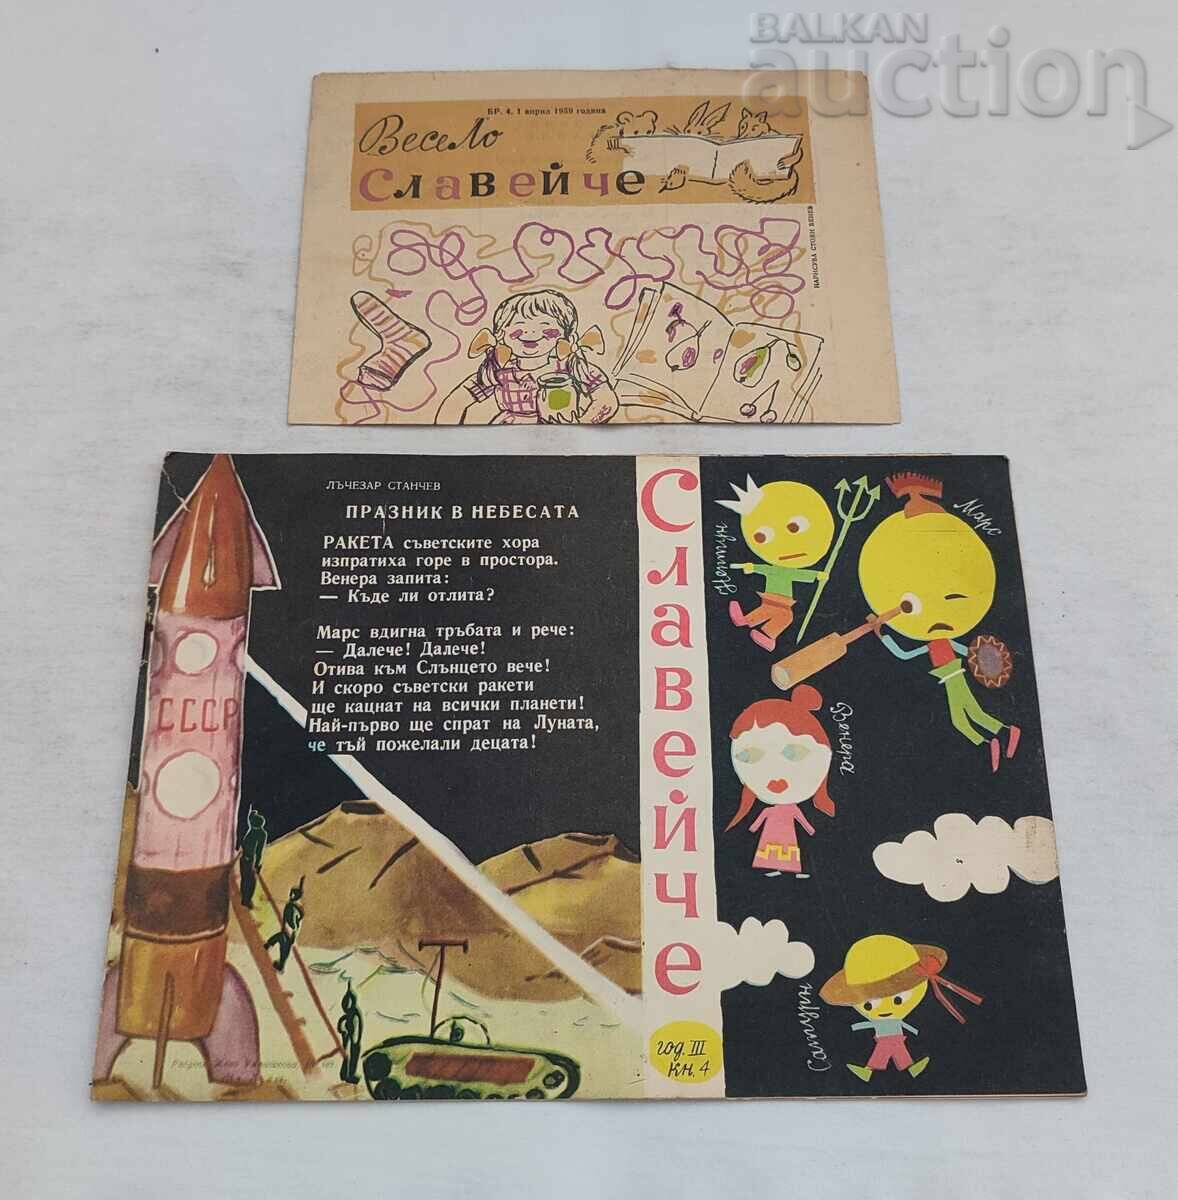 BALKAN
auction
БР. 4. 1 април 1959 година
Весело
Славейче
НАРИСУВА СТОЯН ВЕНЕВ
ЛЪЧЕЗАР СТАНЧЕВ
ПРАЗНИК В НЕБЕСАТА
РАКЕТА съветските хора
изпратиха горе в простора.
Венера запита:
— Къде ли отлита?
Марс вдигна тръбата и рече:
— Далече! Далече!
Отива към Слънцето вече!
И скоро съветски ракети
ще кацнат на всички планети!
Най-първо ще спрат на Луната,
че тъй пожелали децата!
СССР
Славейче
год. III
кн. 4
Нептун
Марс
Венера
Сатурн